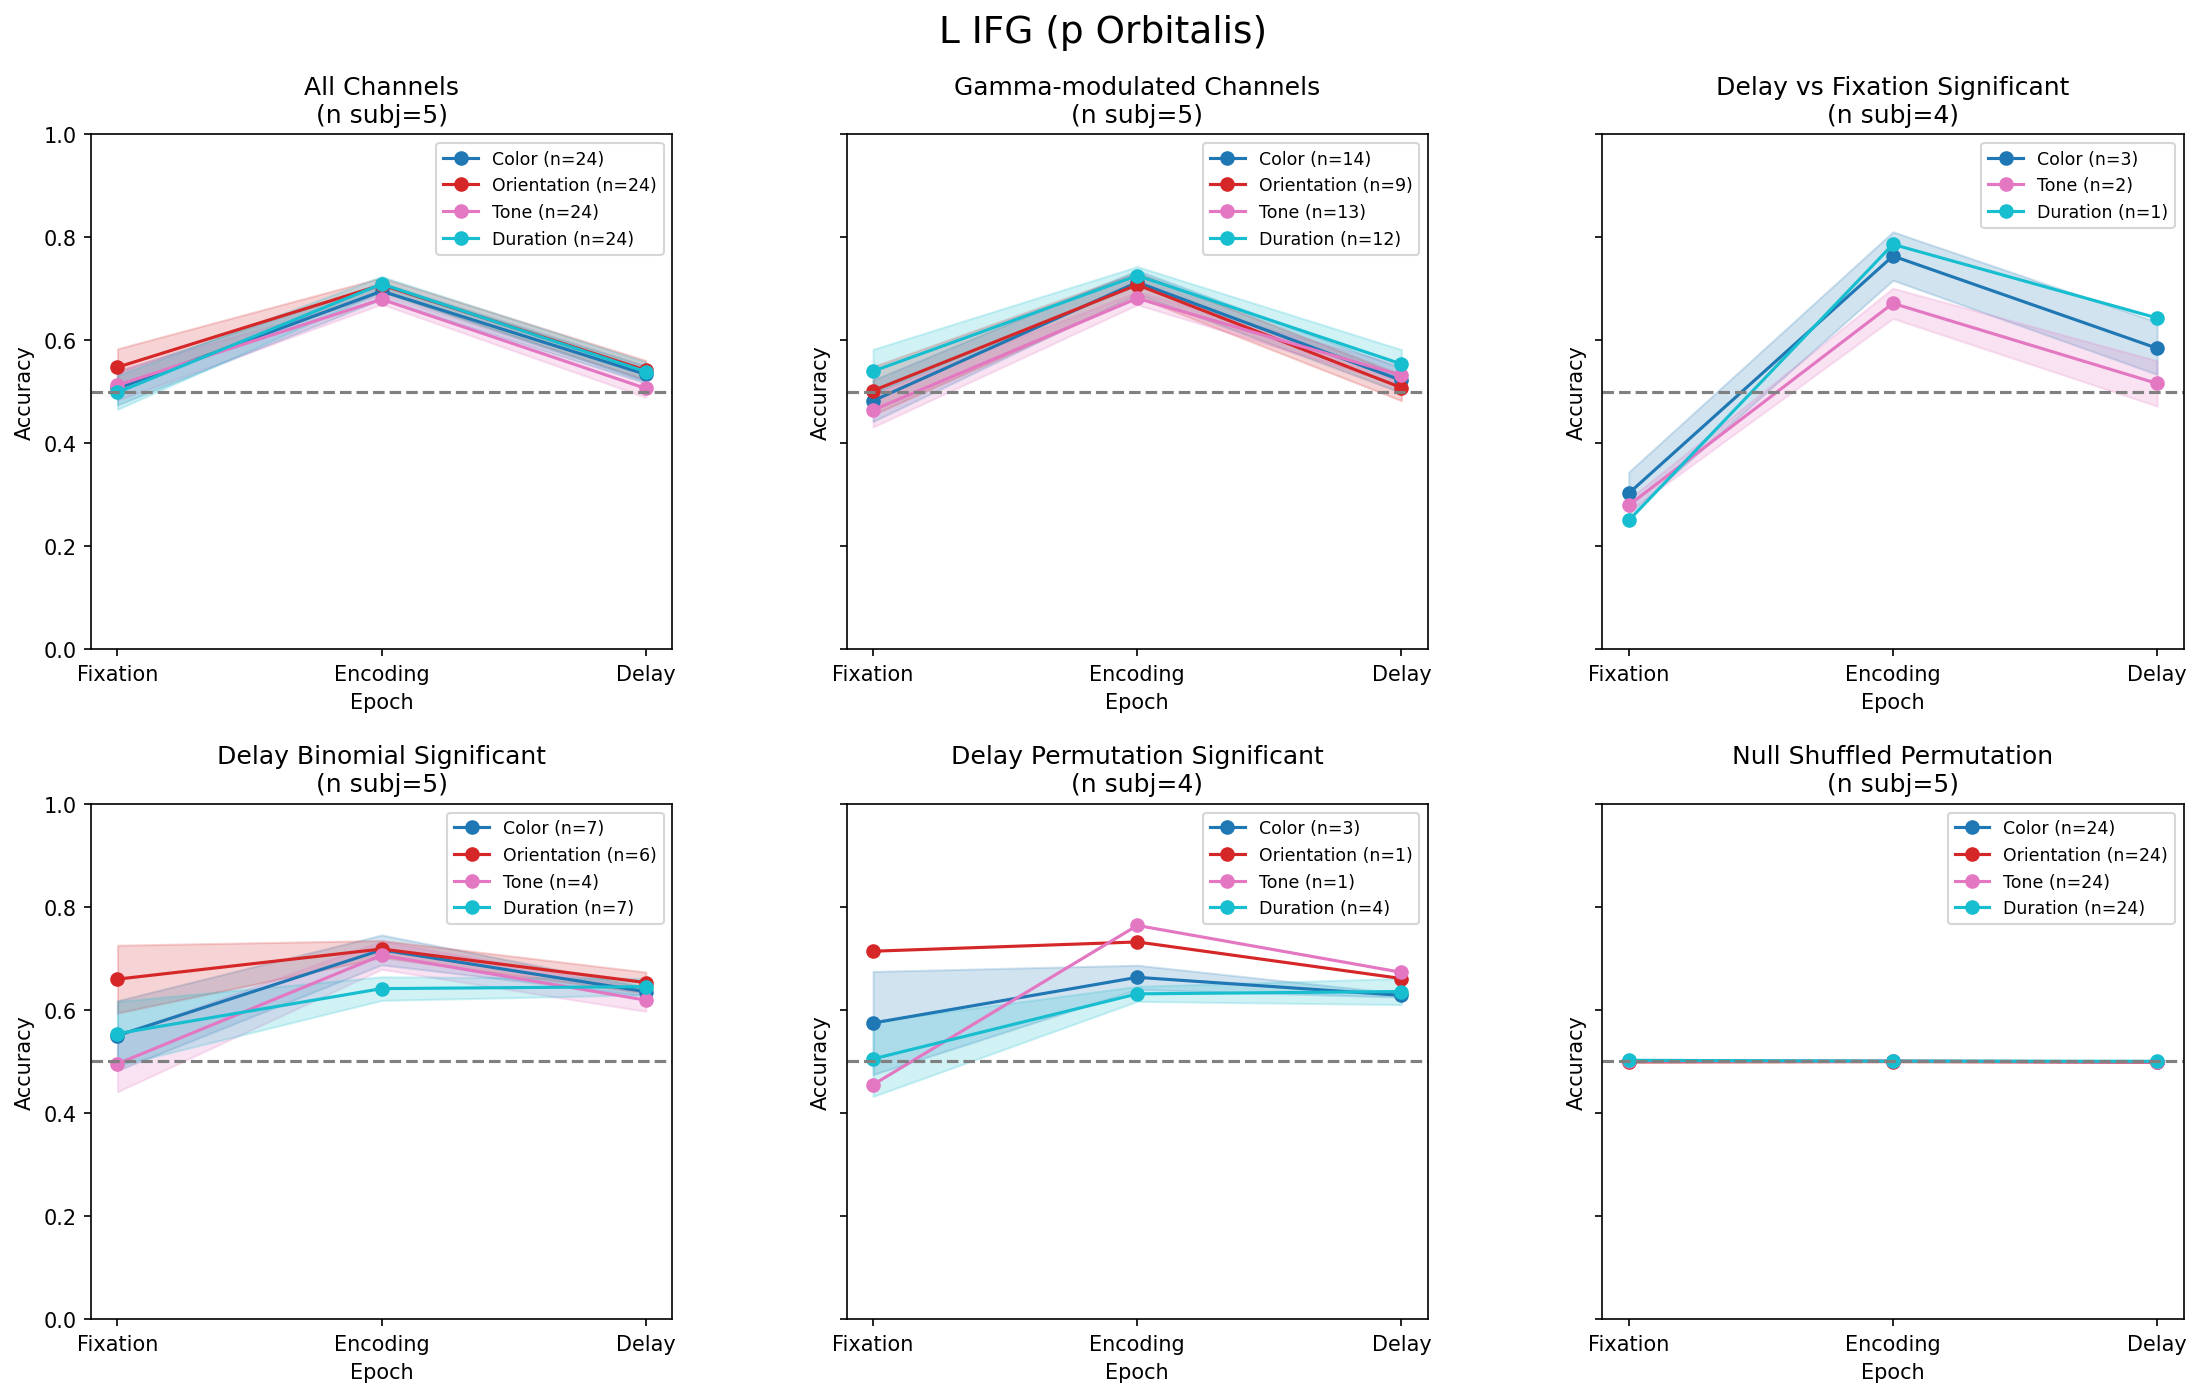 L IFG (p Orbitalis)
All Channels
(n subj=5)
Color (n=24)
Orientation (n=24)
Tone (n=24)
Duration (n=24)
1.0
0.8
0.6
0.4
0.2
0.0
Accuracy
Fixation Encoding Delay
Epoch
Gamma-modulated Channels
(n subj=5)
Color (n=14)
Orientation (n=9)
Tone (n=13)
Duration (n=12)
Accuracy
Fixation Encoding Delay
Epoch
Delay vs Fixation Significant
(n subj=4)
Color (n=3)
Tone (n=2)
Duration (n=1)
Accuracy
Fixation Encoding Delay
Epoch
Delay Binomial Significant
(n subj=5)
Color (n=7)
Orientation (n=6)
Tone (n=4)
Duration (n=7)
1.0
0.8
0.6
0.4
0.2
0.0
Accuracy
Fixation Encoding Delay
Epoch
Delay Permutation Significant
(n subj=4)
Color (n=3)
Orientation (n=1)
Tone (n=1)
Duration (n=4)
Accuracy
Fixation Encoding Delay
Epoch
Null Shuffled Permutation
(n subj=5)
Color (n=24)
Orientation (n=24)
Tone (n=24)
Duration (n=24)
Accuracy
Fixation Encoding Delay
Epoch